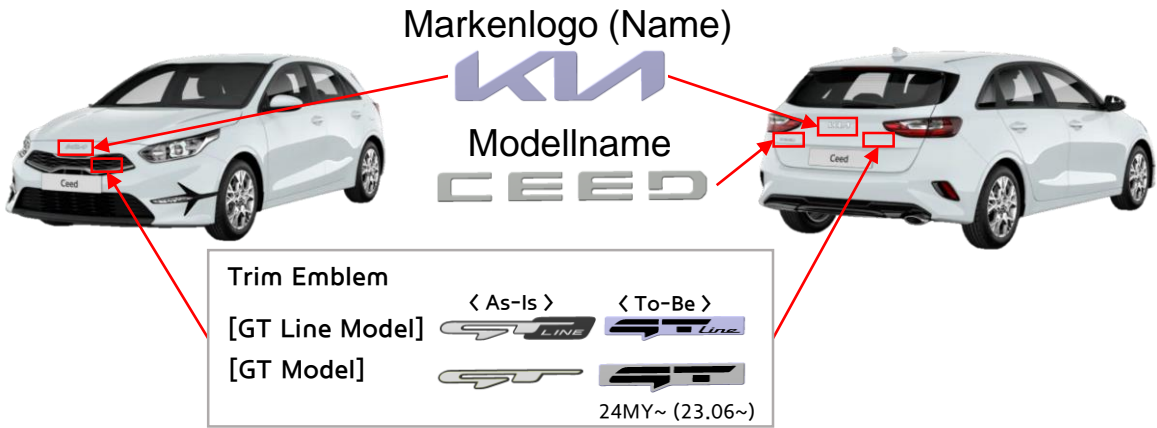 Markenlogo (Name)
KIA
Modellname
CEED
KIA
Ceed
Ceed
Trim Emblem
< As-Is > < To-Be >
[GT Line Model] GT LINE GT Line
[GT Model] GT GT
24MY~ (23.06~)